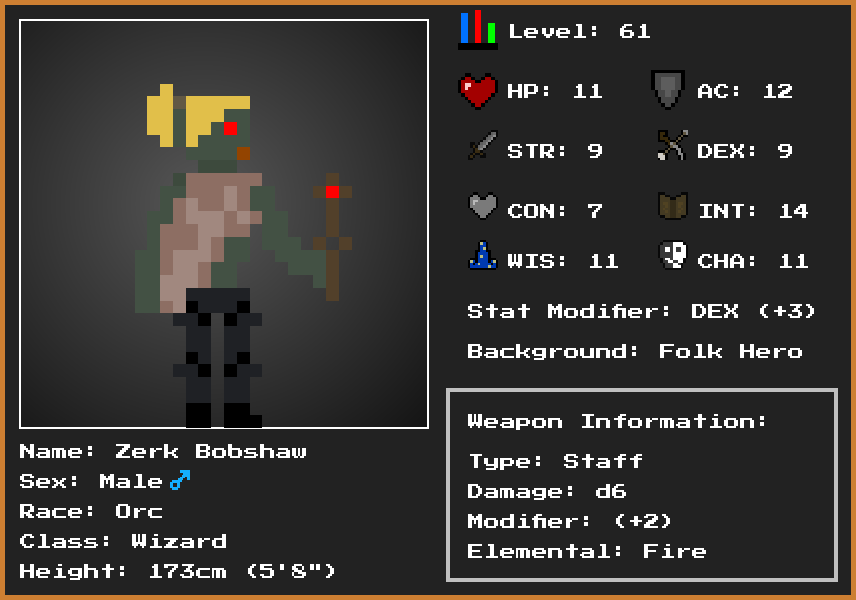 Level: 61
HP: 11
AC: 12
STR: 9
DEX: 9
CON: 7
INT: 14
WIS: 11
CHA: 11
Stat Modifier: DEX (+3)
Background: Folk Hero
Weapon Information:
Type: Staff
Damage: d6
Modifier: (+2)
Elemental: Fire
Name: Zerk Bobshaw
Sex: Male♂
Race: Orc
Class: Wizard
Height: 173cm (5'8")